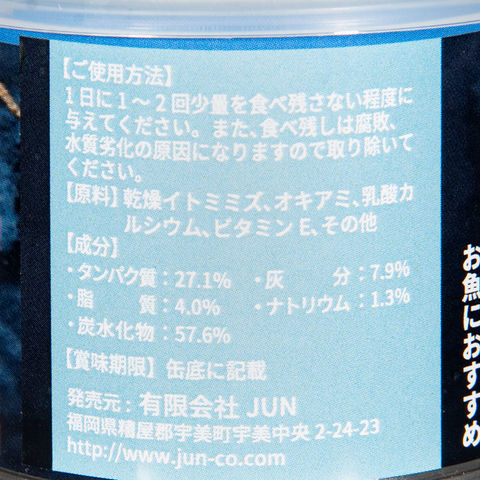 【ご使用方法】
1日に1～2回少量を食べ残さない程度に
与えてください。また、食べ残しは腐敗、
水質劣化の原因になりますので取り除いて
ください。
【原料】乾燥イトミミズ、オキアミ、乳酸カ
ルシウム、ビタミンE、その他
【成分】
・タンパク質：27.1% ・灰 分：7.9%
・脂 質：4.0% ・ナトリウム：1.3%
・炭水化物：57.6%
【賞味期限】缶底に記載
発売元：有限会社 JUN
福岡県糟屋郡宇美町宇美中央 2-24-23
http://www.jun-co.com
お魚におすすめ